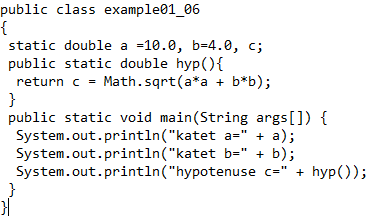 public class example01_06
{
static double a =10.0, b=4.0, c;
public static double hyp(){
return c = Math.sqrt(a*a + b*b);
}
public static void main(String args[]) {
System.out.println("katet a=" + a);
System.out.println("katet b=" + b);
System.out.println("hypotenuse c=" + hyp());
}
}